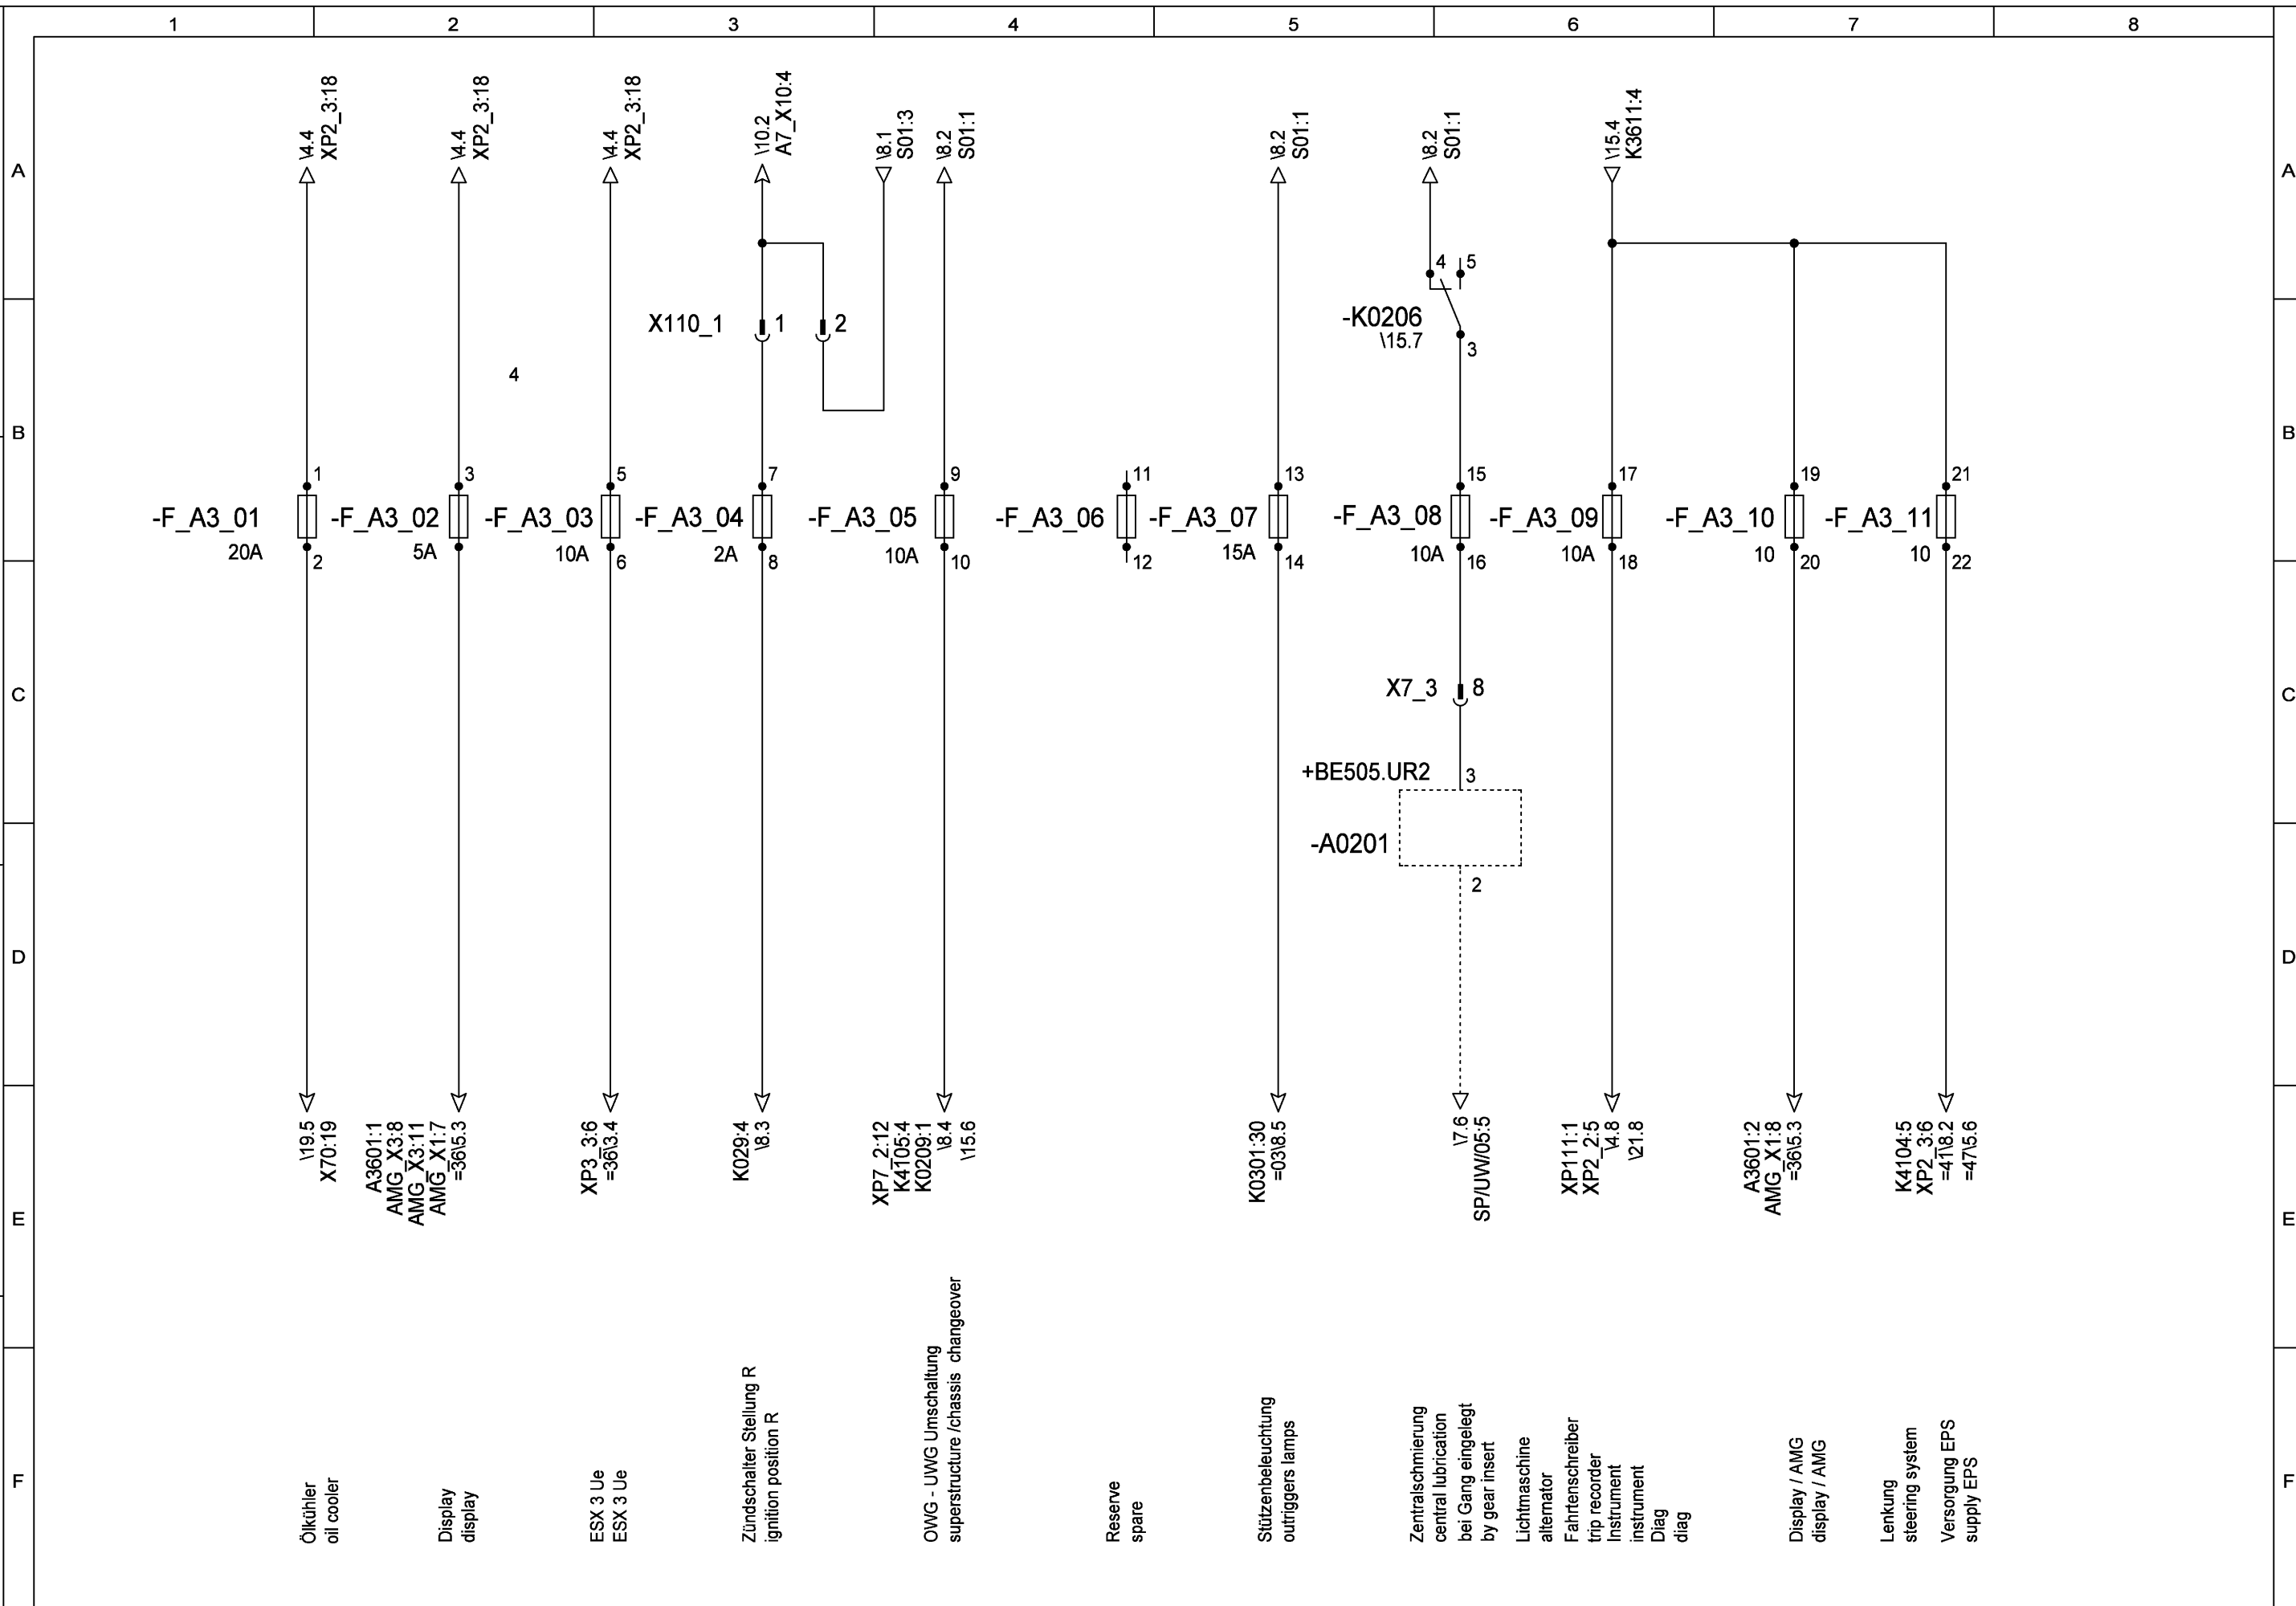 1 2 3 4 5 6 7 8
A
B
C
D
E
F
A
B
C
D
E
F
\4.4
XP2_3:18
\4.4
XP2_3:18
\4.4
XP2_3:18
\10.2
A7_X10:4
\8.1
S01:3
\8.2
S01:1
\8.2
S01:1
\8.2
S01:1
\15.4
K3611:4
4 5
-K0206
\15.7
3
X110_1 1 2
4
1 3 5 7 9 11 13 15 17 19 21
-F_A3_01
20A
-F_A3_02
5A
-F_A3_03
10A
-F_A3_04
2A
-F_A3_05
10A
-F_A3_06
-F_A3_07
15A
-F_A3_08
10A
-F_A3_09
10A
-F_A3_10
10
-F_A3_11
10
2 6 8 10 12 14 16 18 20 22
X7_3 8
+BE505.UR2 3
-A0201
2
\19.5
X70:19
A3601:1
AMG_X3:8
AMG_X3:11
AMG_X1:7
=36\5.3
XP3_3:6
=36\3.4
K029:4
\8.3
XP7_2:12
K4105:4
K0209:1
\8.4
\15.6
K0301:30
=03\8.5
\7.6
SP/UW/05:5
XP111:1
XP2_2:5
\4.8
\21.8
A3601:2
AMG_X1:8
=36\5.3
K4104:5
XP2_3:6
=41\8.2
=47\5.6
Ölkühler
oil cooler
Display
display
ESX 3 Ue
ESX 3 Ue
Zündschalter Stellung R
ignition position R
OWG - UWG Umschaltung
superstructure /chassis changeover
Reserve
spare
Stützenbeleuchtung
outriggers lamps
Zentralschmierung
central lubrication
bei Gang eingelegt
by gear insert
Lichtmaschine
alternator
Fahrtenschreiber
trip recorder
Instrument
instrument
Diag
diag
Display / AMG
display / AMG
Lenkung
steering system
Versorgung EPS
supply EPS